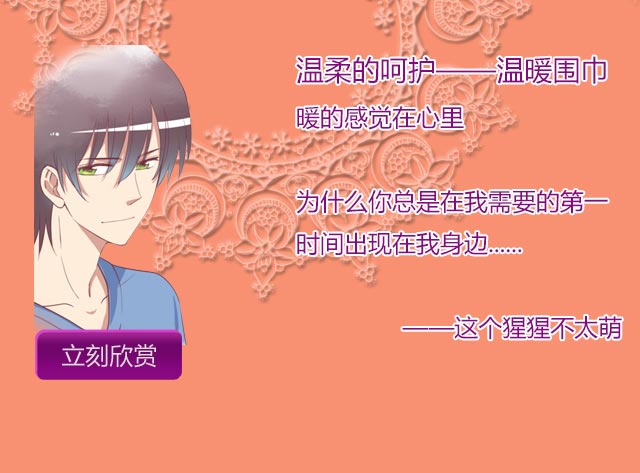 温柔的呵护——温暖围巾
暖的感觉在心里
为什么你总是在我需要的第一
时间出现在我身边......
——这个猩猩不太萌
立刻欣赏